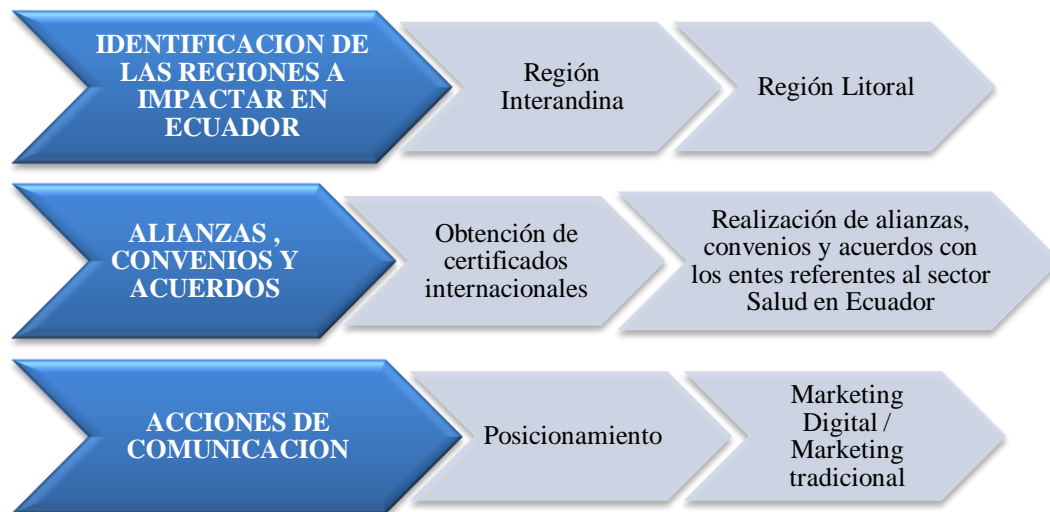 IDENTIFICACION DE
LAS REGIONES A
IMPACTAR EN
ECUADOR
Región
Interandina
Región Litoral
ALIANZAS ,
CONVENIOS Y
ACUERDOS
Obtención de
certificados
internacionales
Realización de alianzas,
convenios y acuerdos con
los entes referentes al sector
Salud en Ecuador
ACCIONES DE
COMUNICACION
Posicionamiento
Marketing
Digital /
Marketing
tradicional